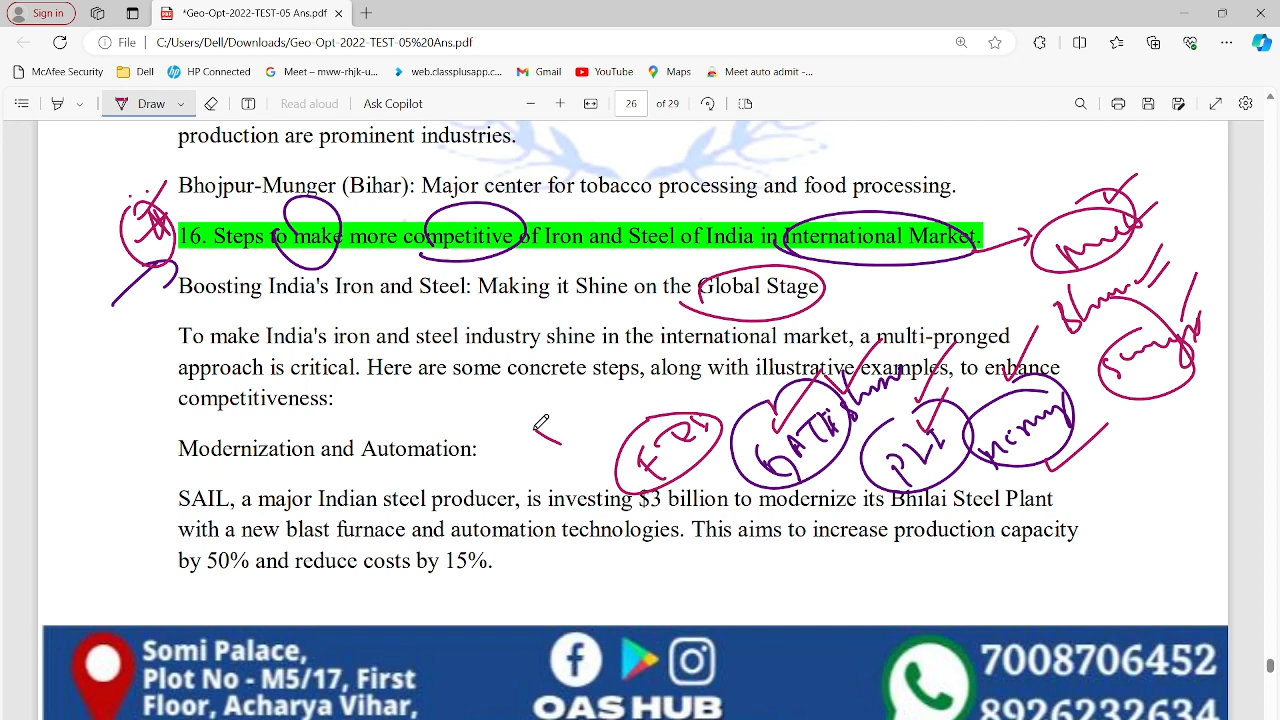 Sign in
*Geo-Opt-2022-TEST-05 Ans.pdf
File
C:/Users/Dell/Downloads/Geo-Opt-2022-TEST-05%20Ans.pdf
McAfee Security
Dell
HP Connected
Meet – mvw-rhjk-u...
web.classplusapp.c...
Gmail
YouTube
Maps
Meet auto admit -...
Draw
Read aloud
Ask Copilot
26
of 29
production are prominent industries.
Bhojpur-Munger (Bihar): Major center for tobacco processing and food processing.
16. Steps to make more competitive of Iron and Steel of India in International Market.
Boosting India's Iron and Steel: Making it Shine on the Global Stage
To make India's iron and steel industry shine in the international market, a multi-pronged
approach is critical. Here are some concrete steps, along with illustrative examples, to enhance
competitiveness:
GATI
PLI
Modernization and Automation:
SAIL, a major Indian steel producer, is investing $3 billion to modernize its Bhilai Steel Plant
with a new blast furnace and automation technologies. This aims to increase production capacity
by 50% and reduce costs by 15%.
Somi Palace,
Plot No - M5/17, First
Floor, Acharya Vihar,
OAS HUB
7008706452
8926232634